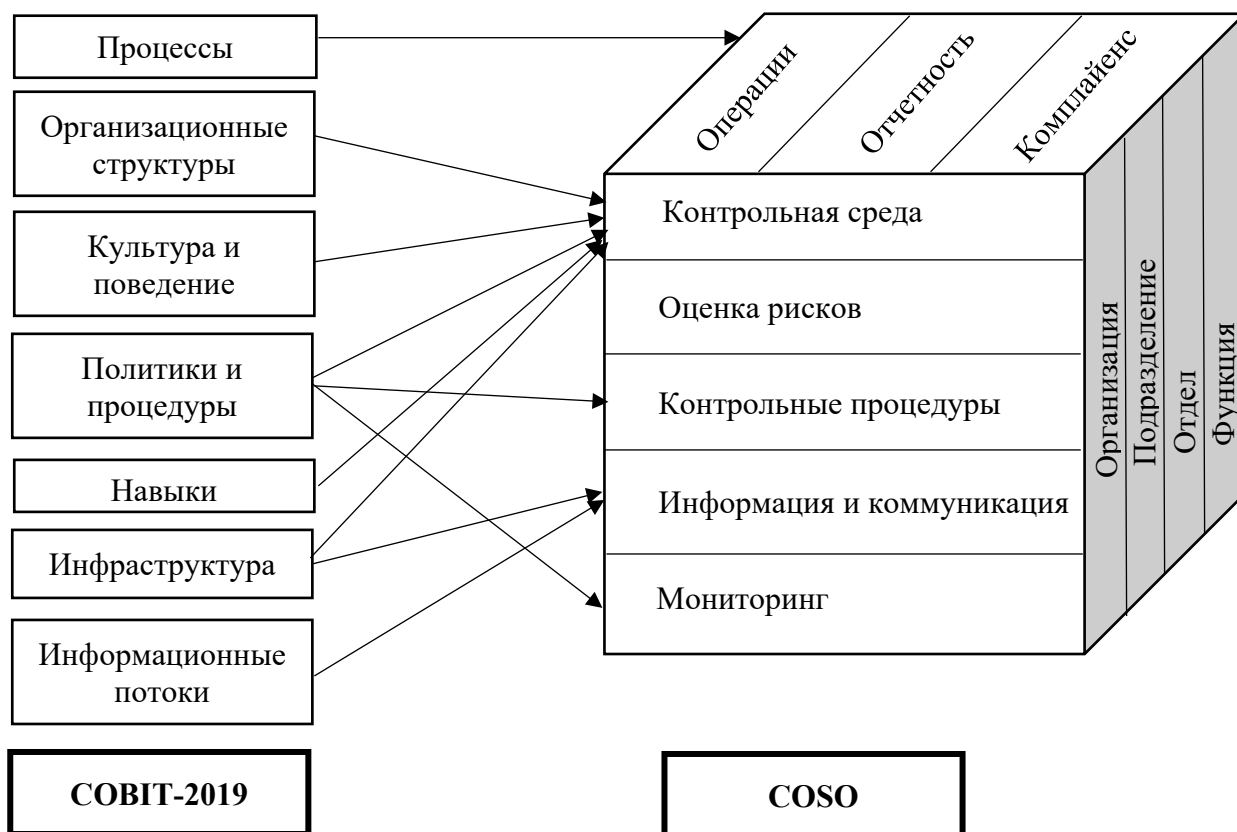 Процессы
Организационные
структуры
Культура и
поведение
Политики и
процедуры
Навыки
Инфраструктура
Информационные
потоки
COBIT-2019
Операции
Отчетность
Комплайенс
Контрольная среда
Оценка рисков
Контрольные процедуры
Информация и коммуникация
Мониторинг
Организация
Подразделение
Отдел
Функция
COSO